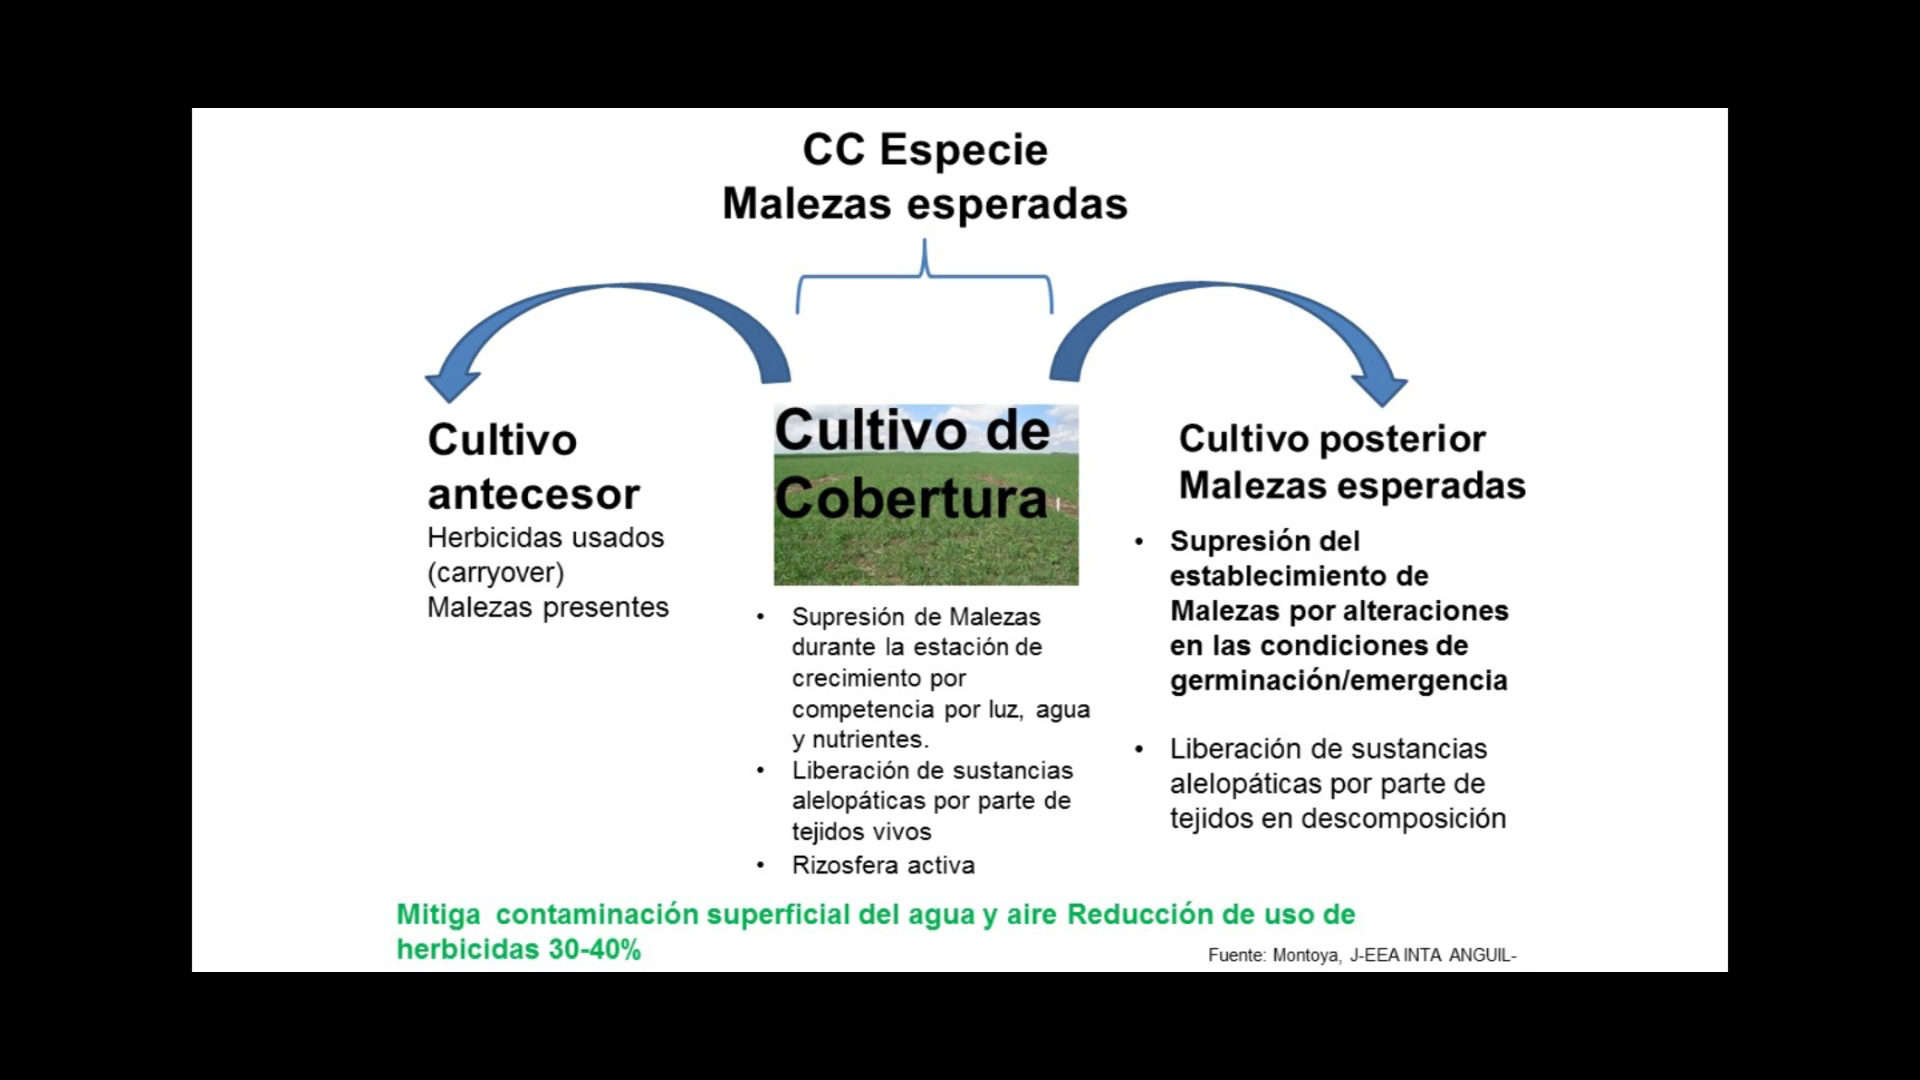 CC Especie
Malezas esperadas
Cultivo
antecesor
Herbicidas usados
(carryover)
Malezas presentes
Cultivo de
Cobertura
• Supresión de Malezas
durante la estación de
crecimiento por
competencia por luz, agua
y nutrientes.
• Liberación de sustancias
alelopáticas por parte de
tejidos vivos
• Rizosfera activa
Cultivo posterior
Malezas esperadas
• Supresión del
establecimiento de
Malezas por alteraciones
en las condiciones de
germinación/emergencia
• Liberación de sustancias
alelopáticas por parte de
tejidos en descomposición
Mitiga contaminación superficial del agua y aire Reducción de uso de
herbicidas 30-40%
Fuente: Montoya, J-EEA INTA ANGUIL-